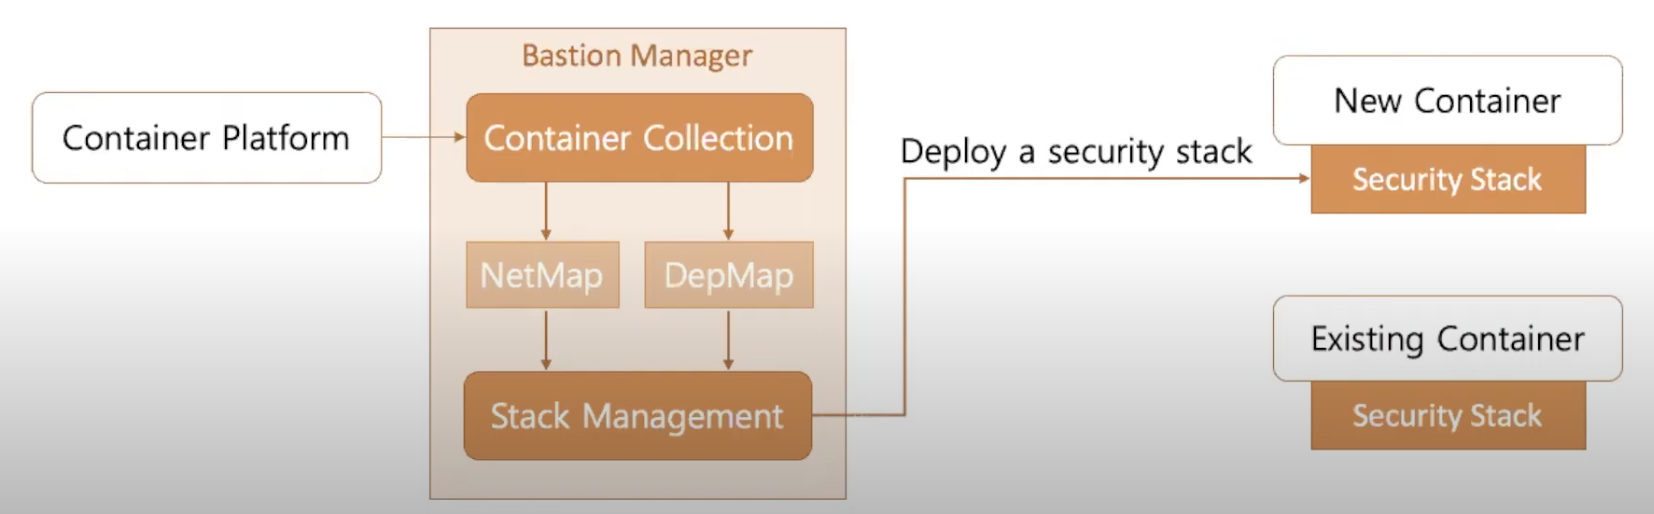 Bastion Manager
Container Platform
Container Collection
NetMap
DepMap
Stack Management
Deploy a security stack
New Container
Security Stack
Existing Container
Security Stack